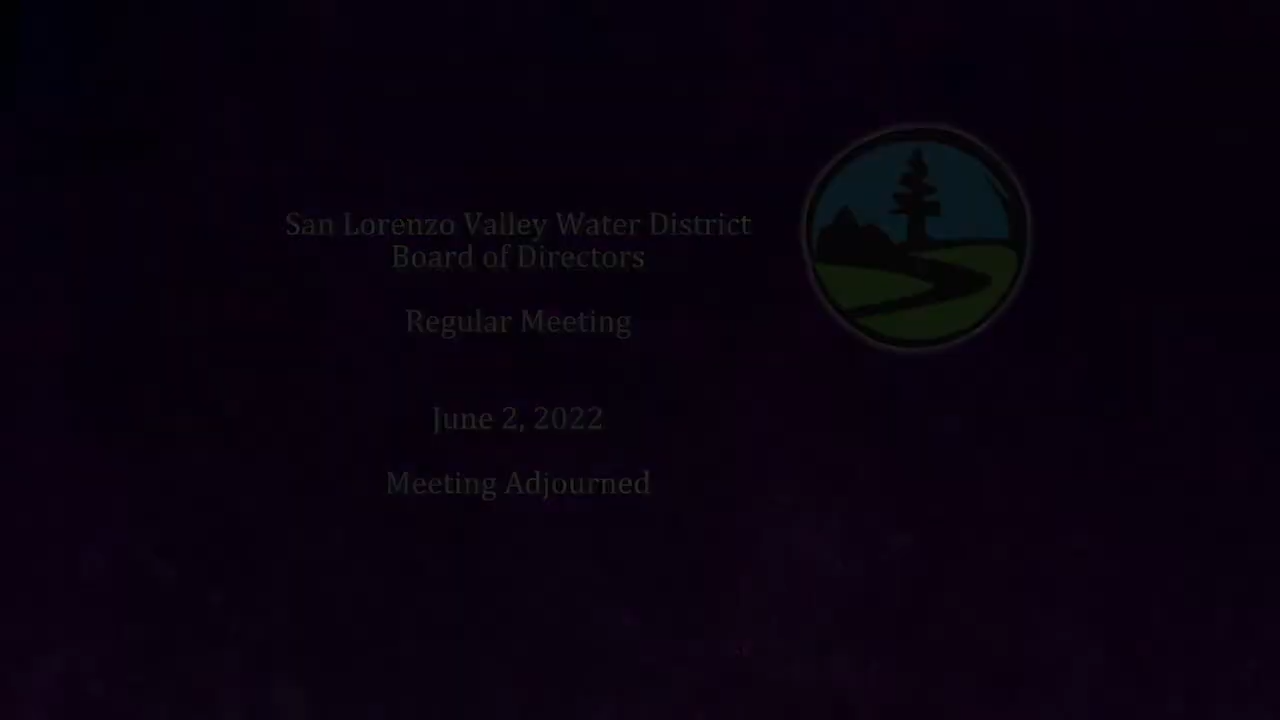 San Lorenzo Valley Water District
Board of Directors
Regular Meeting
June 2, 2022
Meeting Adjourned